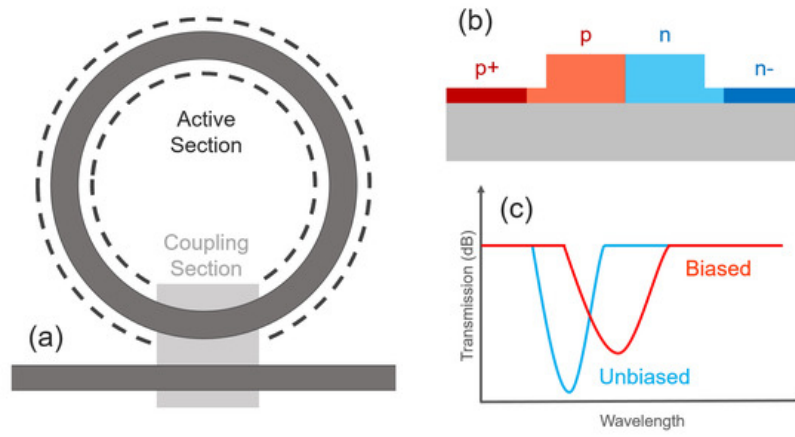 (a)
Active
Section
Coupling
Section
(b)
p+
p
n
n-
(c)
Transmission (dB)
Biased
Unbiased
Wavelength